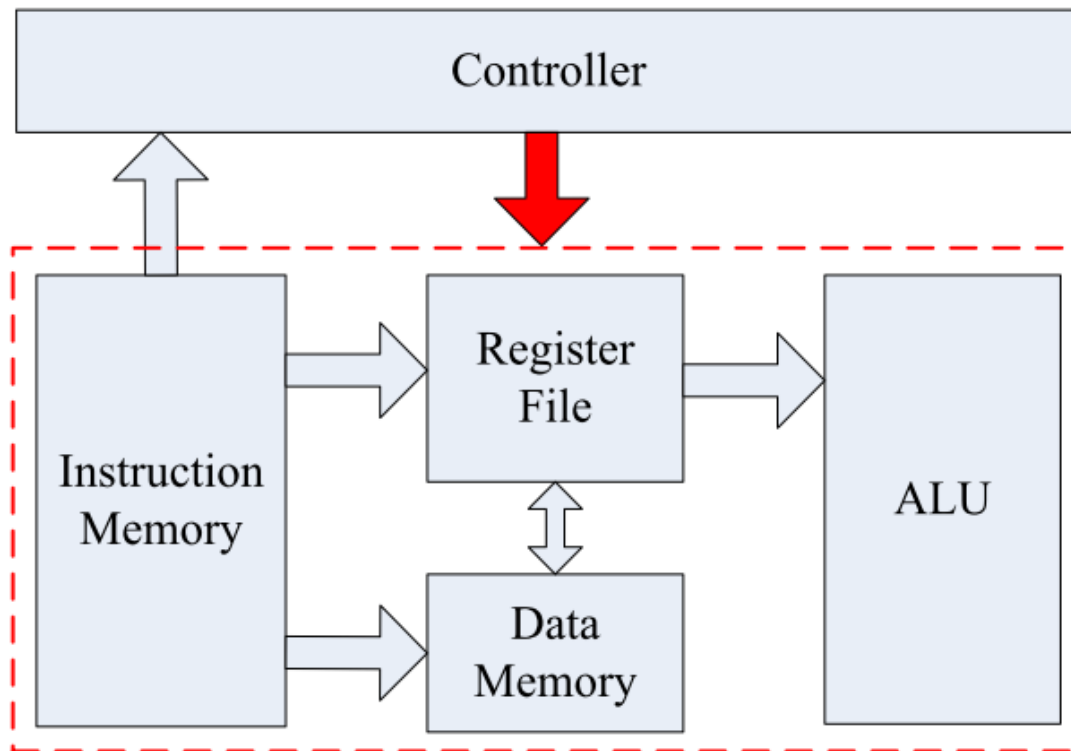 Controller
Register
File
Instruction
Memory
ALU
Data
Memory